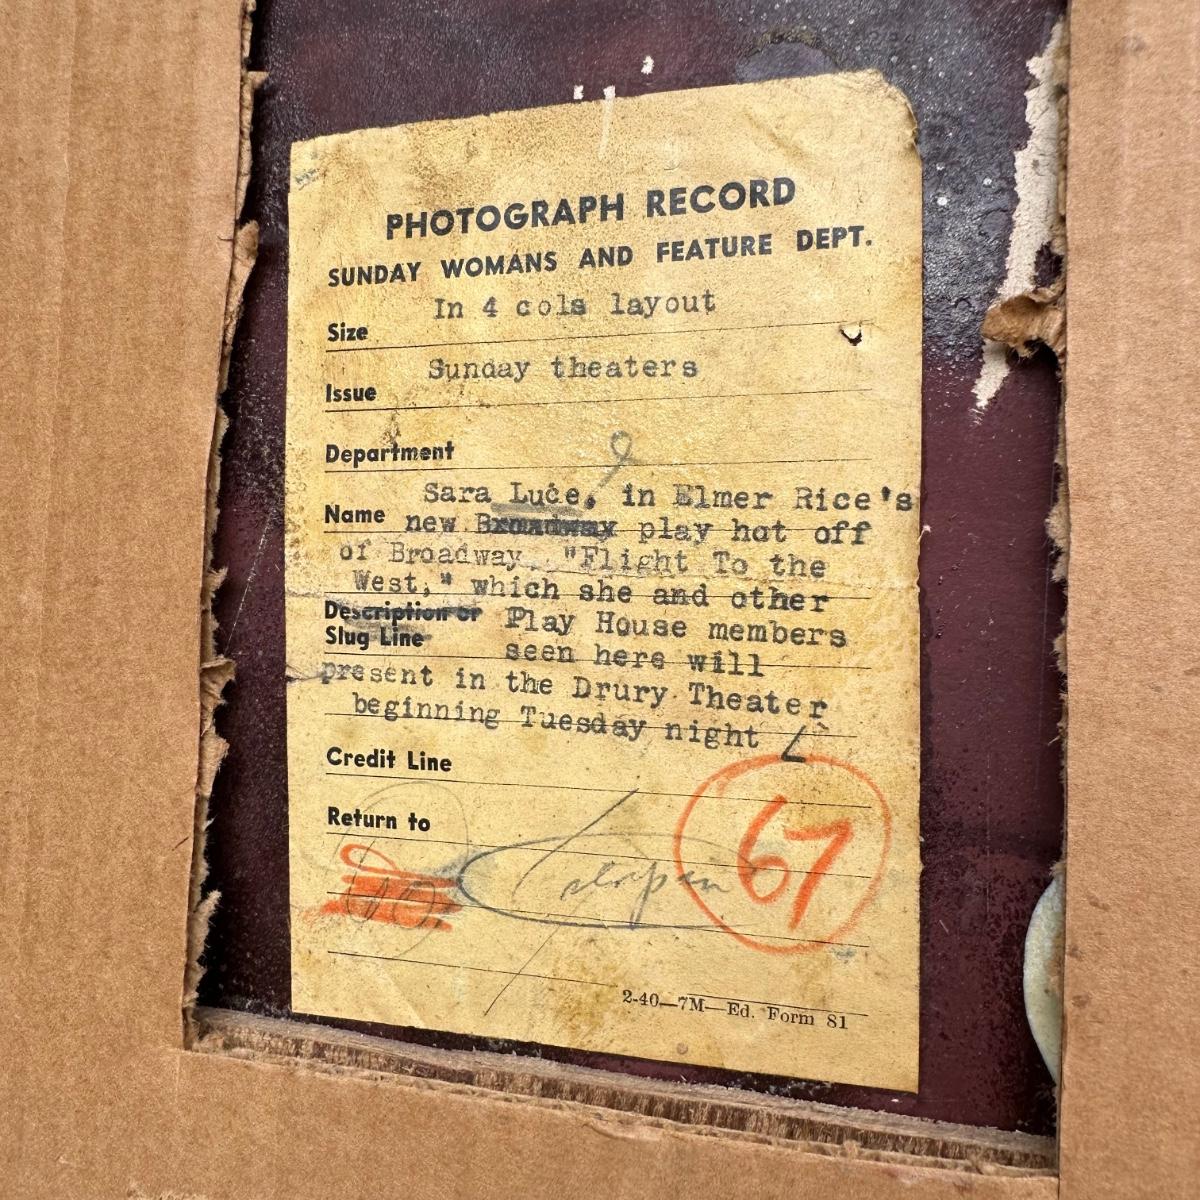 PHOTOGRAPH RECORD
SUNDAY WOMANS AND FEATURE DEPT.
In 4 cols layout
Size
Sunday theaters
Issue
Department
Sara Luce, in Elmer Rice's
Name new Broadway play hot off
of Broadway, "Flight To the
West," which she and other
Description or Play House members
Slug Line seen here will
present in the Drury Theater
beginning Tuesday night
Credit Line
Return to
67
60
2-40—7M—Ed. Form 81